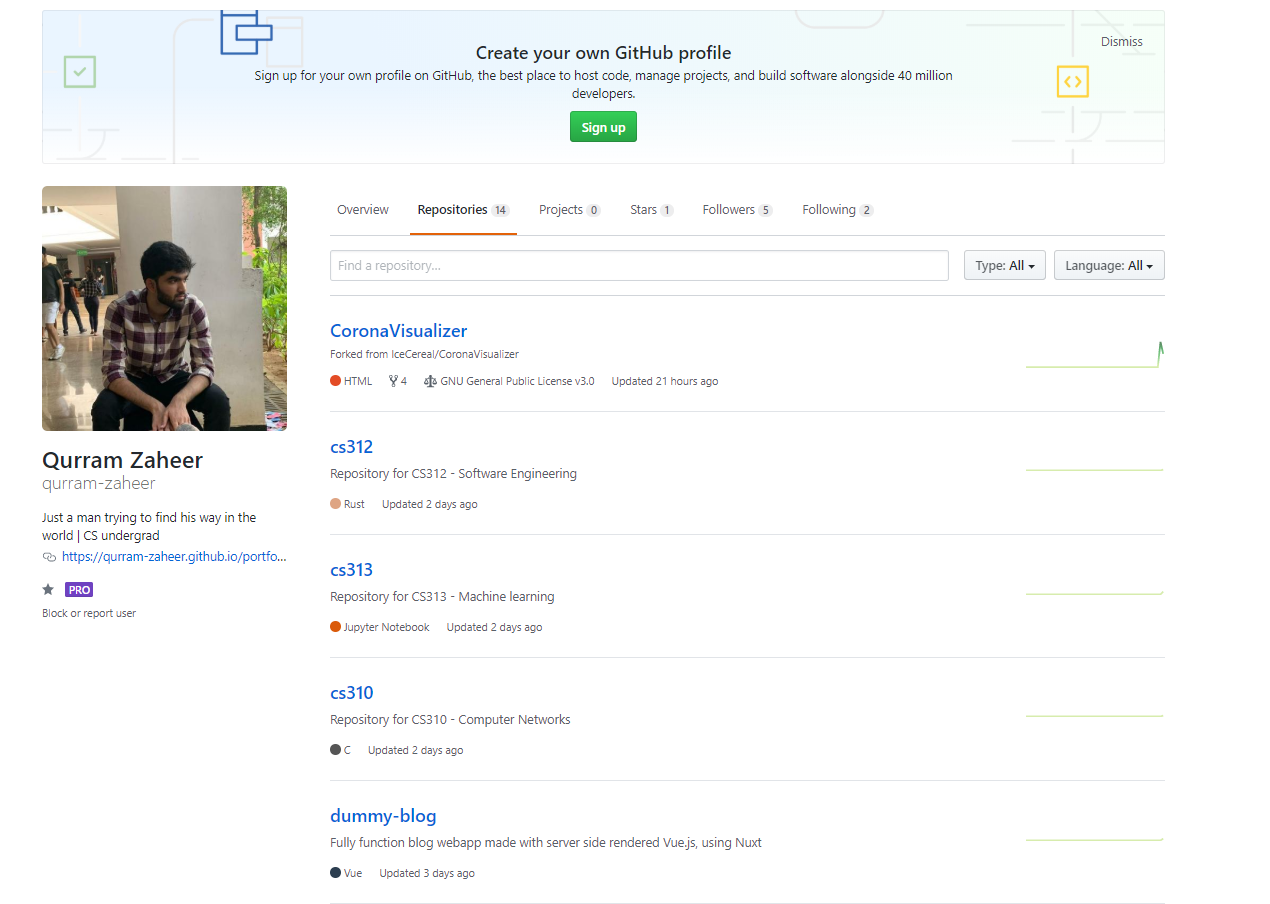 Create your own GitHub profile
Dismiss
Sign up for your own profile on GitHub, the best place to host code, manage projects, and build software alongside 40 million
developers.
Sign up
Overview
Repositories 14
Projects 0
Stars 1
Followers 5
Following 2
Find a repository...
Type: All
Language: All
Qurram Zaheer
qurram-zaheer
Just a man trying to find his way in the
world | CS undergrad
https://qurram-zaheer.github.io/portfo...
PRO
Block or report user
CoronaVisualizer
Forked from IceCereal/CoronaVisualizer
HTML 4 GNU General Public License v3.0 Updated 21 hours ago
cs312
Repository for CS312 - Software Engineering
Rust Updated 2 days ago
cs313
Repository for CS313 - Machine learning
Jupyter Notebook Updated 2 days ago
cs310
Repository for CS310 - Computer Networks
C Updated 2 days ago
dummy-blog
Fully function blog webapp made with server side rendered Vue.js, using Nuxt
Vue Updated 3 days ago